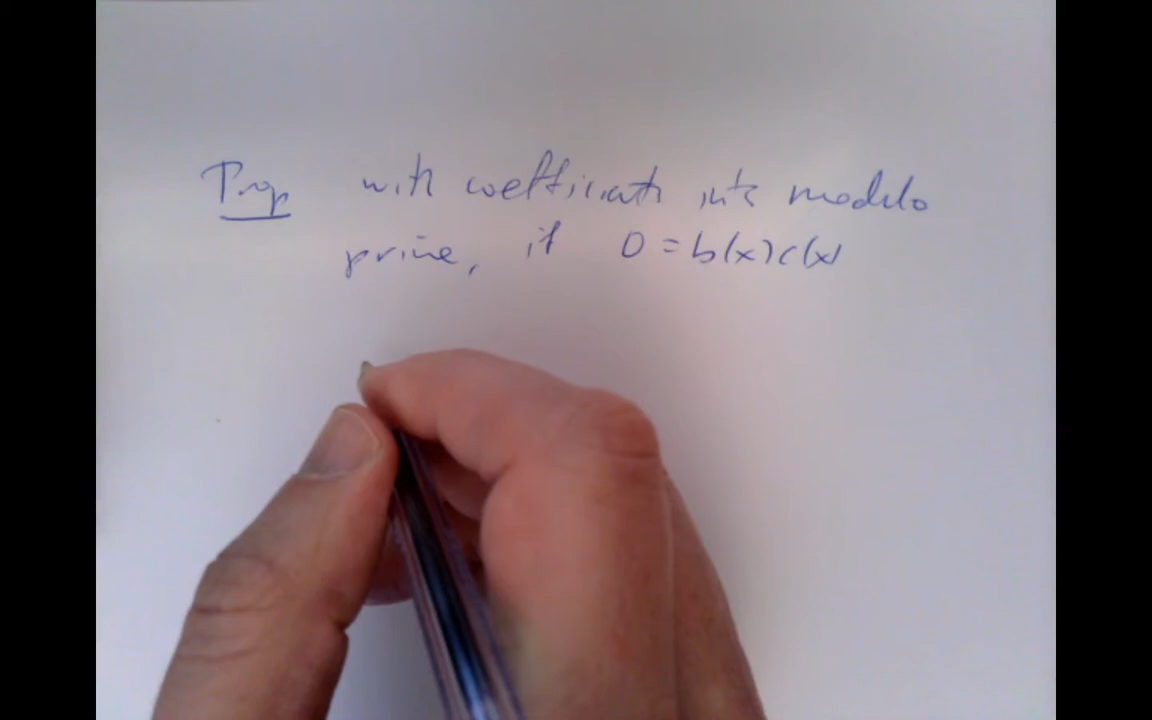 Prop with coefficients ints modulo
prime, if 0 = b(x)c(x)